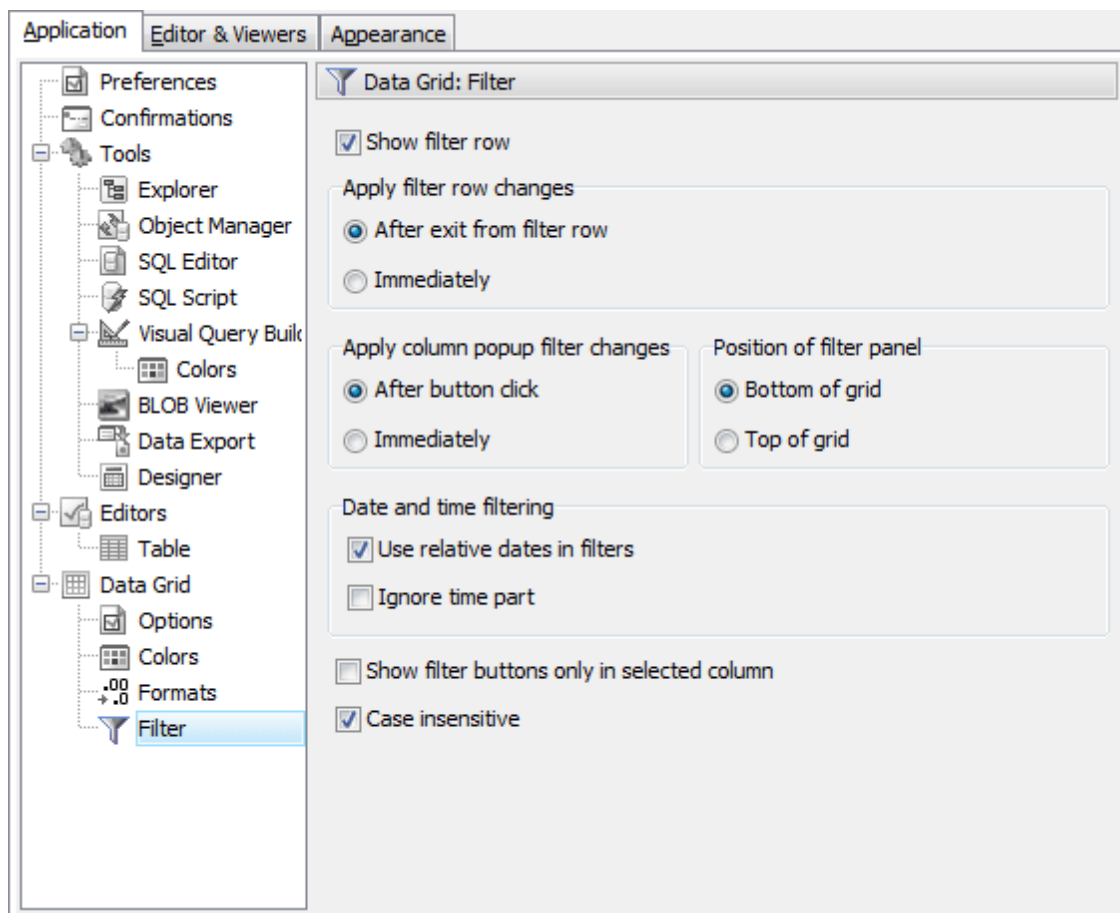 Application
Editor & Viewers
Appearance
Preferences
Confirmations
Tools
Explorer
Object Manager
SQL Editor
SQL Script
Visual Query Builc
Colors
BLOB Viewer
Data Export
Designer
Editors
Table
Data Grid
Options
Colors
Formats
Filter
Data Grid: Filter
Show filter row
Apply filter row changes
After exit from filter row
Immediately
Apply column popup filter changes
After button click
Immediately
Position of filter panel
Bottom of grid
Top of grid
Date and time filtering
Use relative dates in filters
Ignore time part
Show filter buttons only in selected column
Case insensitive